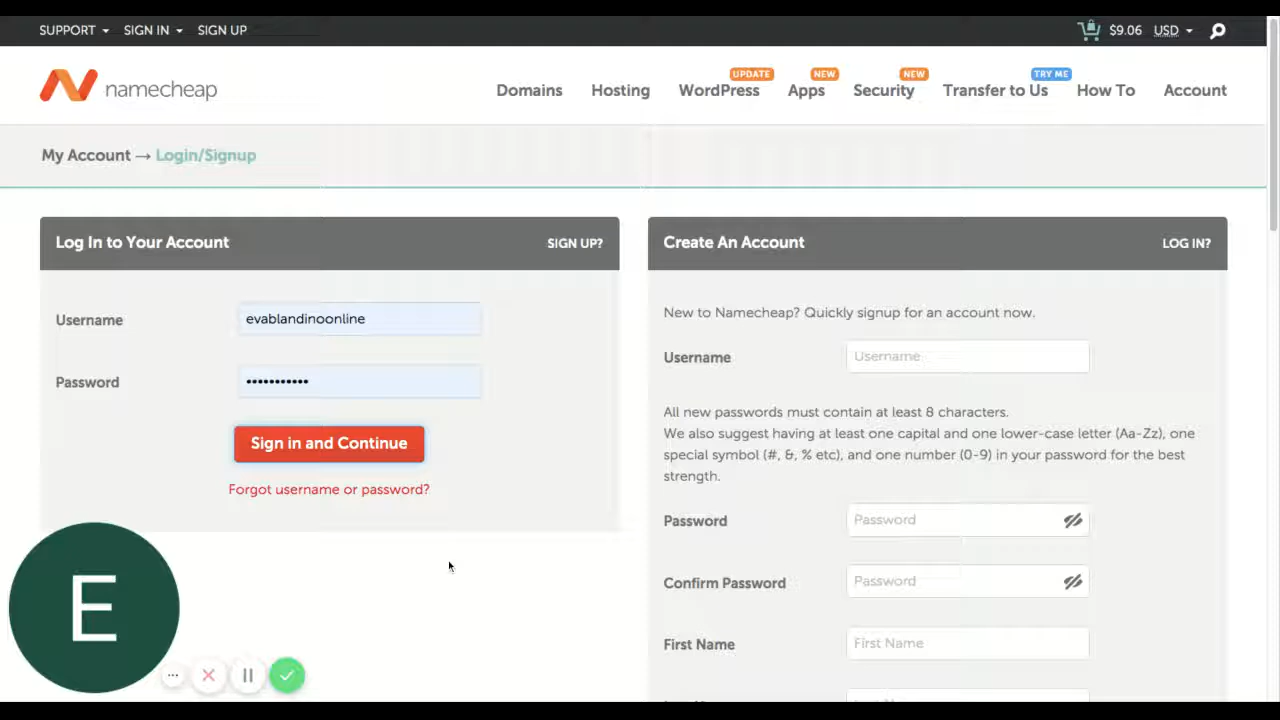 SUPPORT SIGN IN SIGN UP $9.06 USD
UPDATE NEW NEW TRY ME
namecheap Domains Hosting WordPress Apps Security Transfer to Us How To Account
My Account → Login/Signup
Log In to Your Account SIGN UP?
Username evablandinoonline
Password •••••••••••
Sign in and Continue
Forgot username or password?
E
Create An Account LOG IN?
New to Namecheap? Quickly signup for an account now.
Username Username
All new passwords must contain at least 8 characters.
We also suggest having at least one capital and one lower-case letter (Aa-Zz), one
special symbol (#, &, % etc), and one number (0-9) in your password for the best
strength.
Password Password
Confirm Password Password
First Name First Name